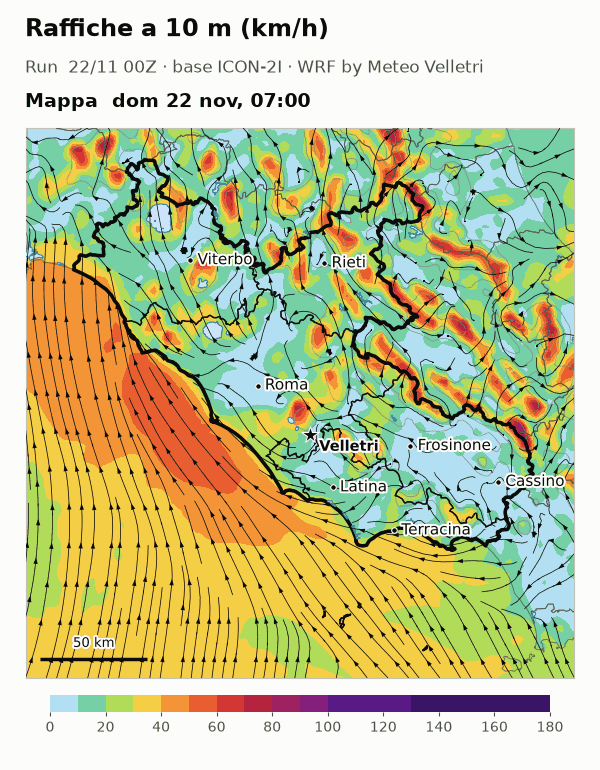 Raffiche a 10 m (km/h)
Run  22/11 00Z · base ICON-2I · WRF by Meteo Velletri
Mappa  dom 22 nov, 07:00
Viterbo
Rieti
Roma
Velletri
Frosinone
Cassino
Latina
Terracina
50 km
0 20 40 60 80 100 120 140 160 180